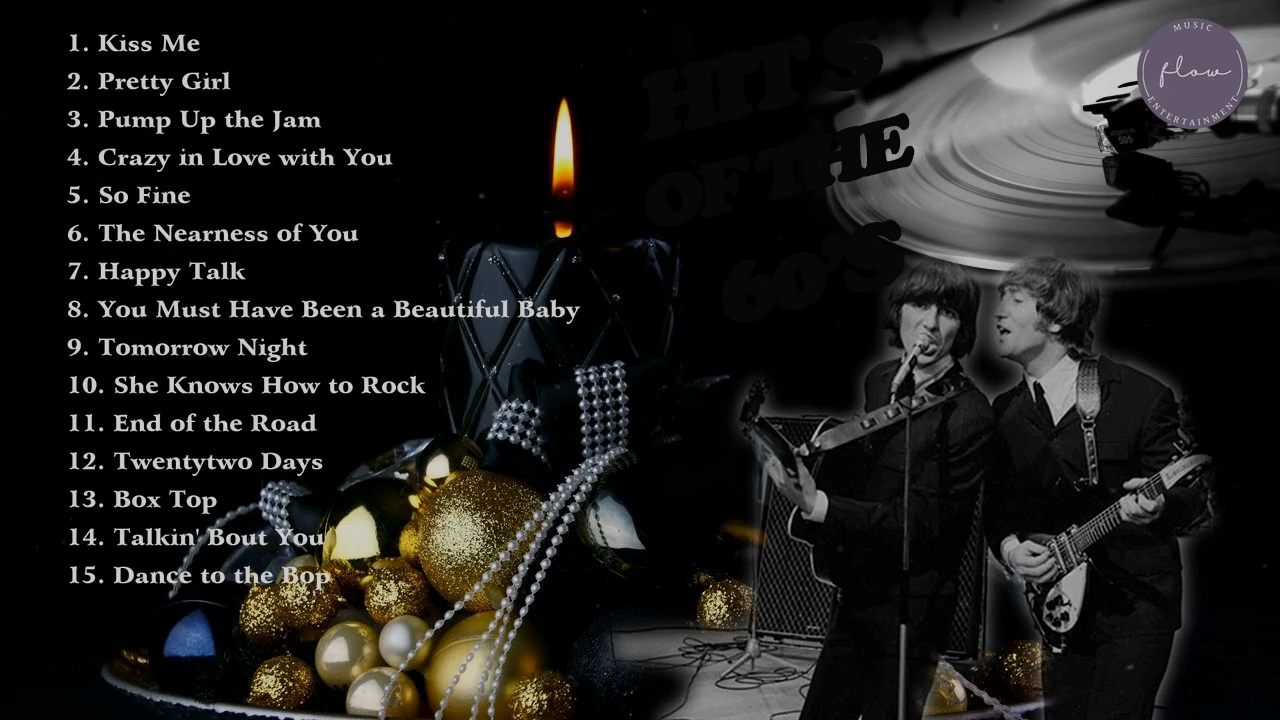 1. Kiss Me
2. Pretty Girl
3. Pump Up the Jam
4. Crazy in Love with You
5. So Fine
6. The Nearness of You
7. Happy Talk
8. You Must Have Been a Beautiful Baby
9. Tomorrow Night
10. She Knows How to Rock
11. End of the Road
12. Twentytwo Days
13. Box Top
14. Talkin' Bout You
15. Dance to the Bop
HITS
OF THE
60'S
MUSIC
flow
ENTERTAINMENT